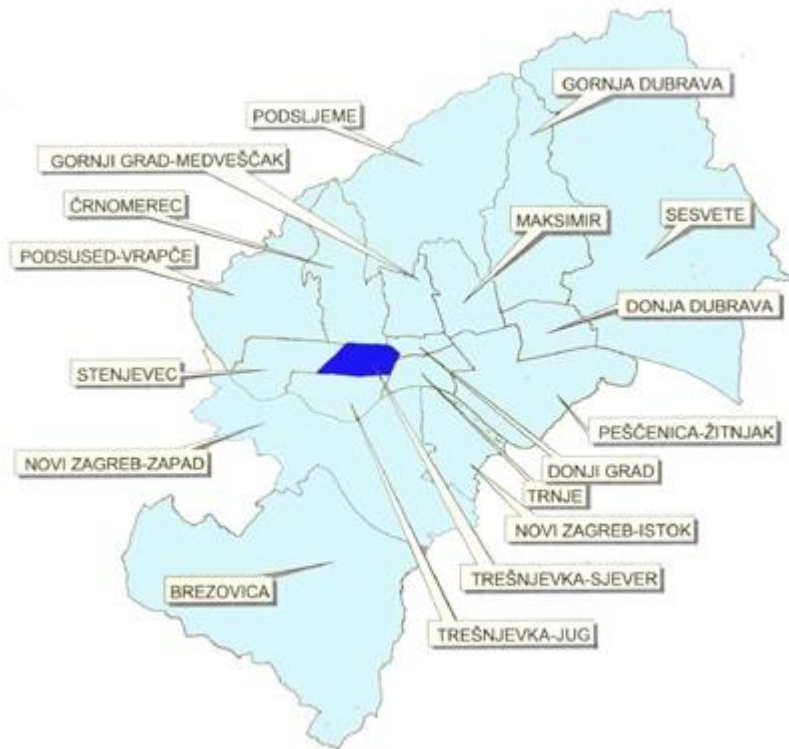 GORNJA DUBRAVA
PODSLJEME
GORNJI GRAD-MEDVEŠČAK
ČRNOMEREC
MAKSIMIR
SESVETE
PODSUSED-VRAPČE
DONJA DUBRAVA
STENJEVEC
PEŠČENICA-ŽITNJAK
NOVI ZAGREB-ZAPAD
DONJI GRAD
TRNJE
NOVI ZAGREB-ISTOK
TREŠNJEVKA-SJEVER
BREZOVICA
TREŠNJEVKA-JUG